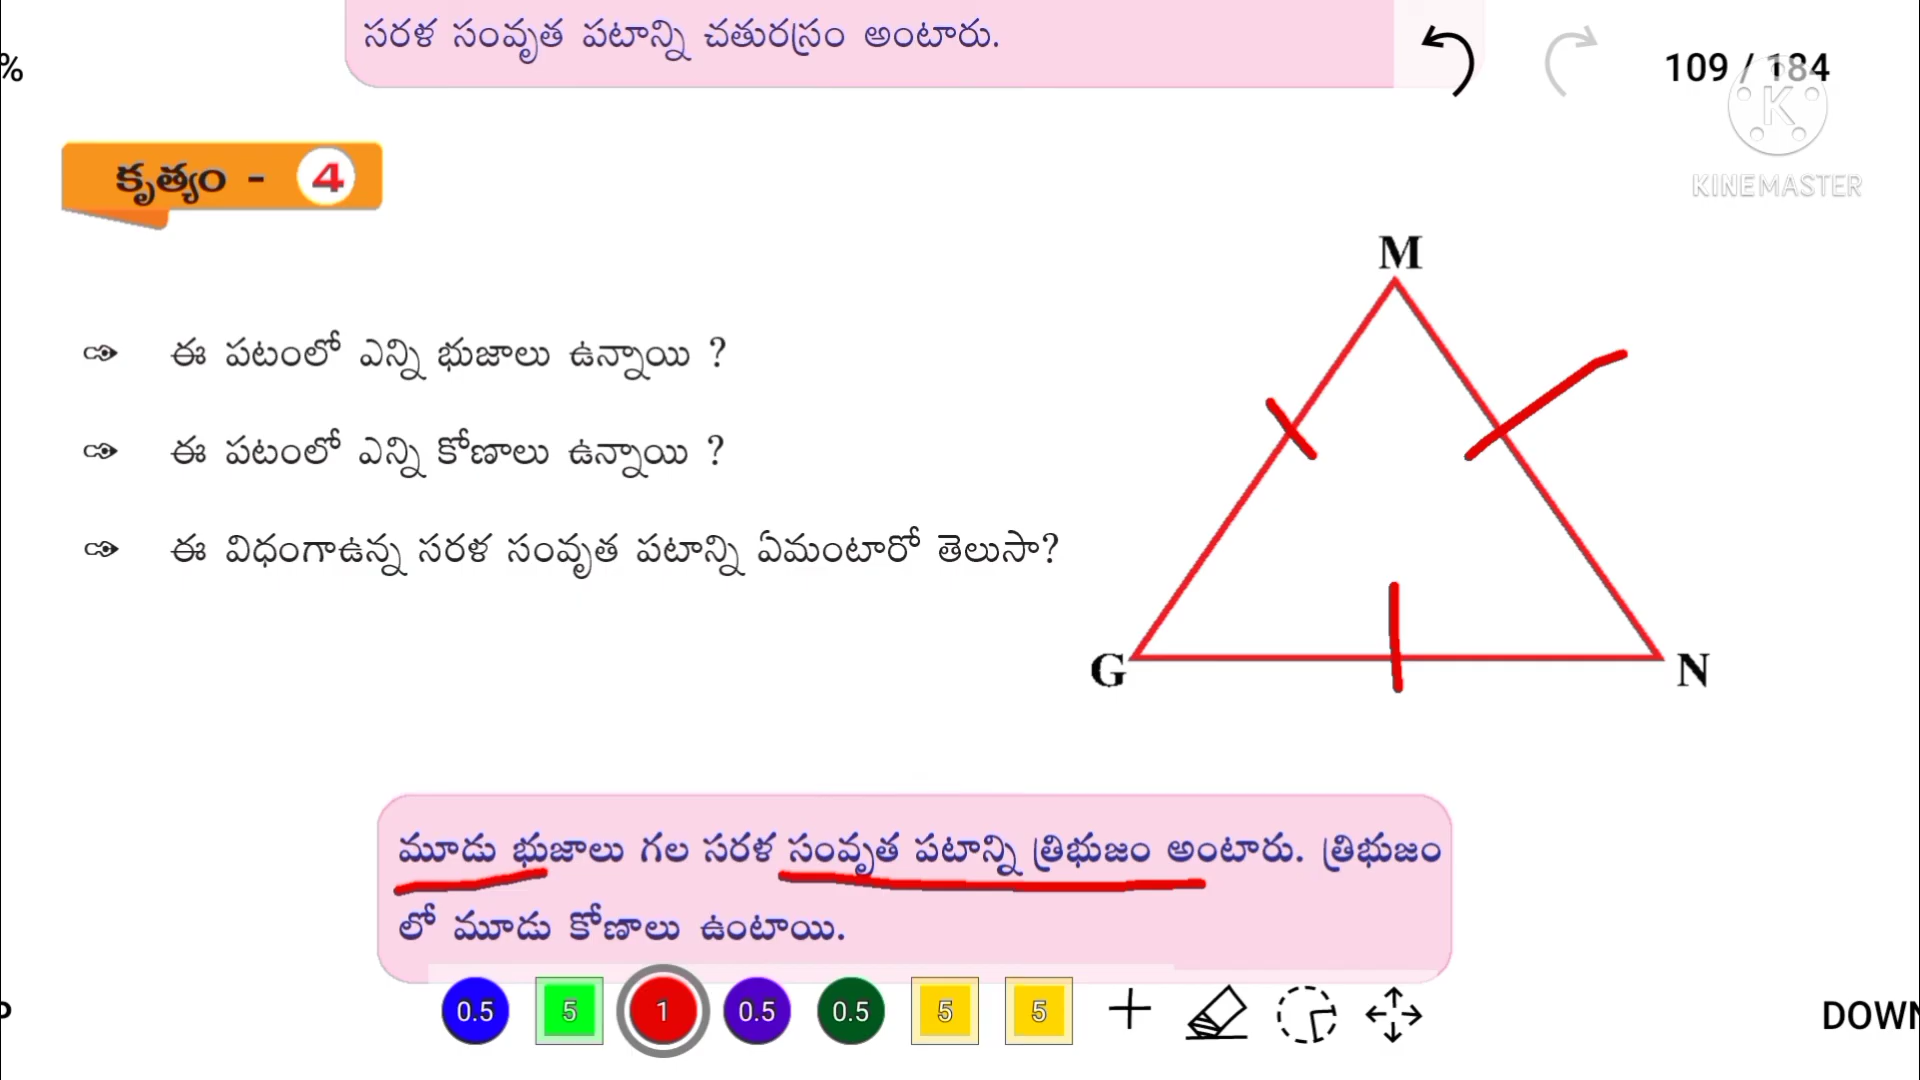 సరళ సంవృత పటాన్ని చతురస్రం అంటారు.
%
109 / 184
KINEMASTER
కృత్యం - 4
M
ఈ పటంలో ఎన్ని భుజాలు ఉన్నాయి ?
ఈ పటంలో ఎన్ని కోణాలు ఉన్నాయి ?
ఈ విధంగాఉన్న సరళ సంవృత పటాన్ని ఏమంటారో తెలుసా?
G
N
మూడు భుజాలు గల సరళ సంవృత పటాన్ని త్రిభుజం అంటారు. త్రిభుజం
లో మూడు కోణాలు ఉంటాయి.
0.5 5 1 0.5 0.5 5 5
DOWN